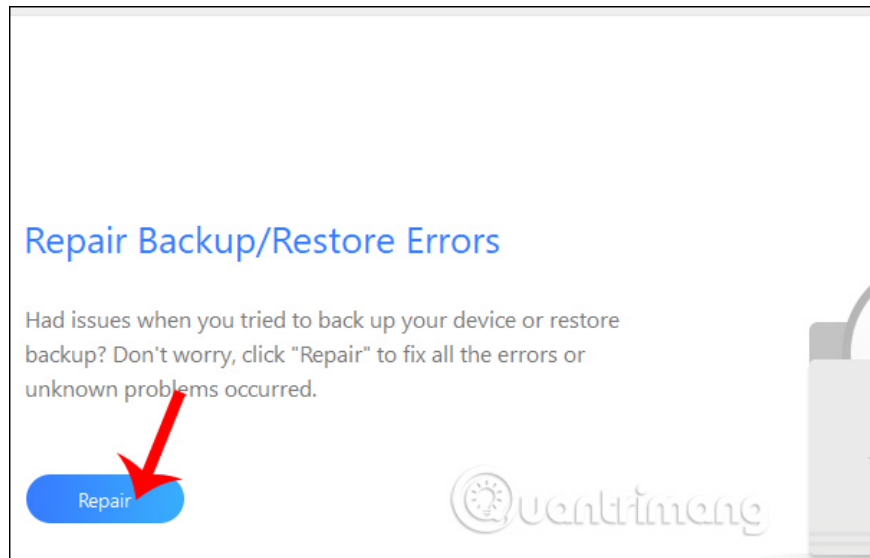 Repair Backup/Restore Errors
Had issues when you tried to back up your device or restore
backup? Don't worry, click "Repair" to fix all the errors or
unknown problems occurred.
Repair
Quantrimang